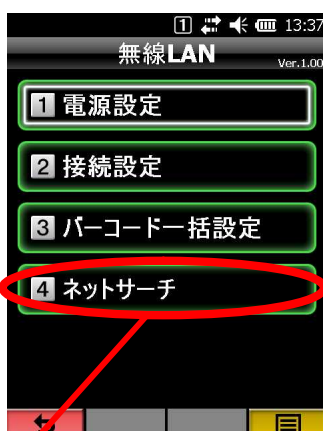 1 13:37
無線LAN
Ver.1.00
1 電源設定
2 接続設定
3 バーコード一括設定
4 ネットサーチ